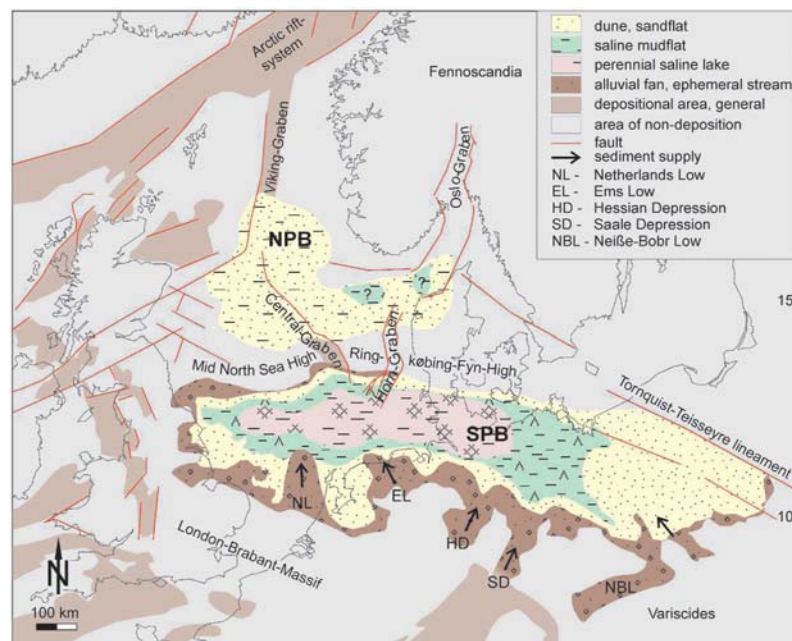 Arctic rift-
system
Fennoscandia
Viking-Graben
Oslo-Graben
NPB
?
?
Central-Graben
Horn-Graben
Mid North Sea High
Ring-
købing-Fyn-High
Tornquist-Teisseyre lineament
SPB
NL
EL
HD
SD
NBL
London-Brabant-Massif
Variscides
N
100 km
15
10
dune, sandflat
saline mudflat
perennial saline lake
alluvial fan, ephemeral stream
depositional area, general
area of non-deposition
fault
sediment supply
NL - Netherlands Low
EL - Ems Low
HD - Hessian Depression
SD - Saale Depression
NBL - Neiße-Bobr Low